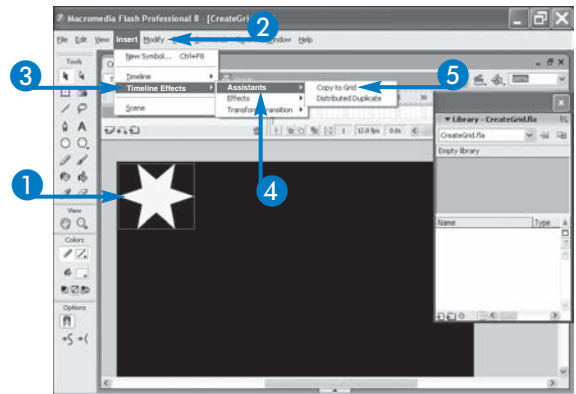 Macromedia Flash Professional 8 - [CreateGrid
2
File Edit View Insert Modify Window Help
Tools
New Symbol... Ctrl+F8
Timeline
3
Timeline Effects
Assistants
Copy to Grid
5
Effects
Distributed Duplicate
Scene
Transform/Transition
1 12.0 fps 0.0s
4
1
Library - CreateGrid.fla
CreateGrid.fla
Empty library
Name Type
View
Colors
Options